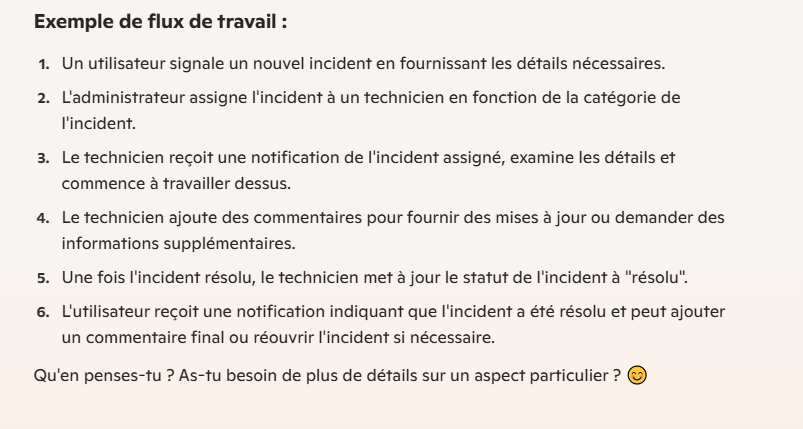 Exemple de flux de travail :
1. Un utilisateur signale un nouvel incident en fournissant les détails nécessaires.
2. L'administrateur assigne l'incident à un technicien en fonction de la catégorie de
l'incident.
3. Le technicien reçoit une notification de l'incident assigné, examine les détails et
commence à travailler dessus.
4. Le technicien ajoute des commentaires pour fournir des mises à jour ou demander des
informations supplémentaires.
5. Une fois l'incident résolu, le technicien met à jour le statut de l'incident à "résolu".
6. L'utilisateur reçoit une notification indiquant que l'incident a été résolu et peut ajouter
un commentaire final ou réouvrir l'incident si nécessaire.
Qu'en penses-tu ? As-tu besoin de plus de détails sur un aspect particulier ? 😊